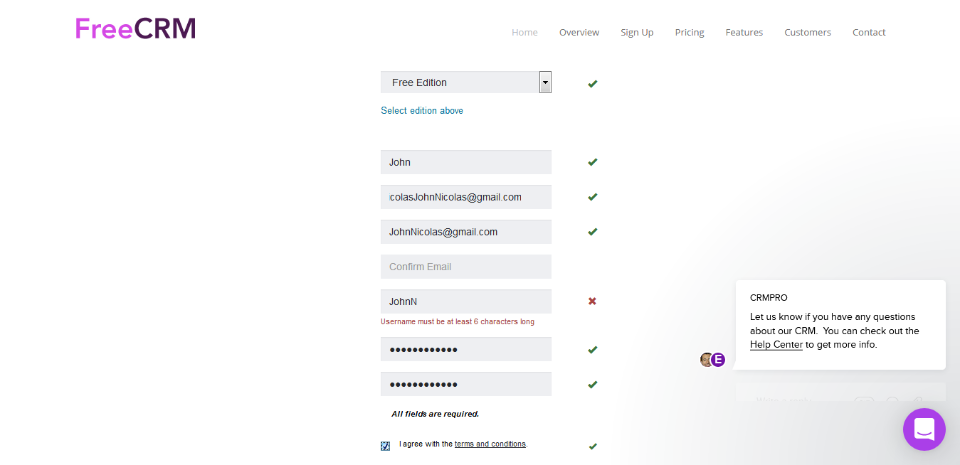 FreeCRM
Home Overview Sign Up Pricing Features Customers Contact
Free Edition
Select edition above
John
colasJohnNicolas@gmail.com
JohnNicolas@gmail.com
Confirm Email
JohnN
Username must be at least 6 characters long
All fields are required.
I agree with the terms and conditions.
CRMPRO
Let us know if you have any questions
about our CRM. You can check out the
Help Center to get more info.
E